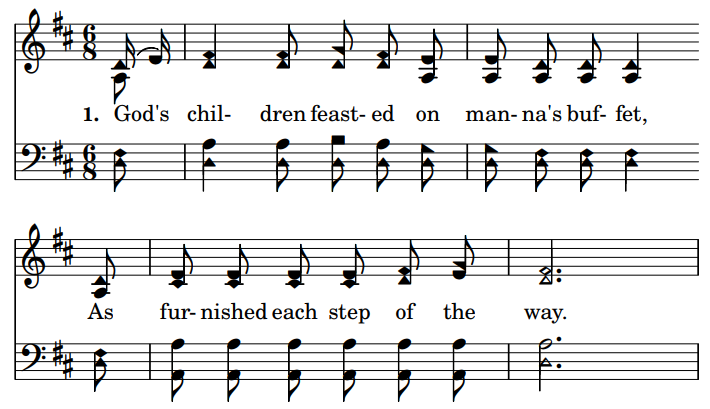 1. God's chil- dren feast- ed on man- na's buf- fet,
As fur- nished each step of the way.